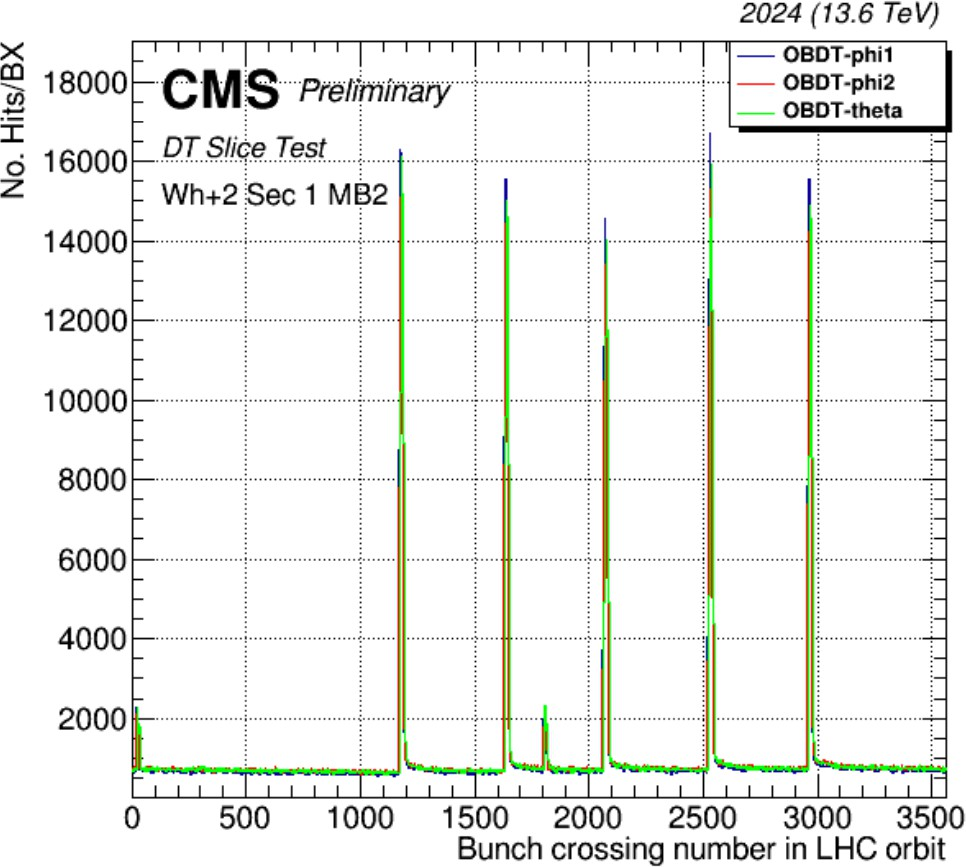 2024 (13.6 TeV)
No. Hits/BX
CMS Preliminary
DT Slice Test
Wh+2 Sec 1 MB2
OBDT-phi1
OBDT-phi2
OBDT-theta
18000
16000
14000
12000
10000
8000
6000
4000
2000
0 500 1000 1500 2000 2500 3000 3500
Bunch crossing number in LHC orbit